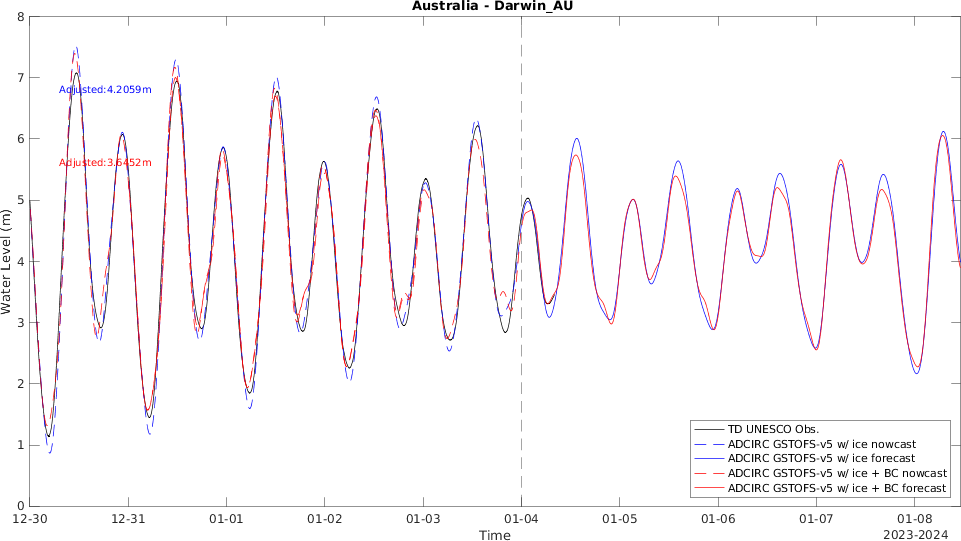 Australia - Darwin_AU
8
7
Adjusted:4.2059m
6
Adjusted:3.6452m
5
4
3
2
1
0
Water Level (m)
TD UNESCO Obs.
ADCIRC GSTOFS-v5 w/ ice nowcast
ADCIRC GSTOFS-v5 w/ ice forecast
ADCIRC GSTOFS-v5 w/ ice + BC nowcast
ADCIRC GSTOFS-v5 w/ ice + BC forecast
12-30 12-31 01-01 01-02 01-03 01-04 01-05 01-06 01-07 01-08
Time
2023-2024